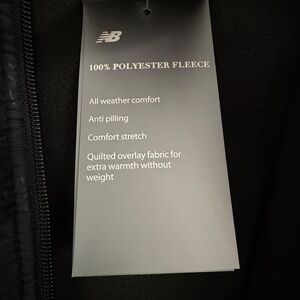 NB
100% POLYESTER FLEECE
All weather comfort
Anti pilling
Comfort stretch
Quilted overlay fabric for
extra warmth without
weight